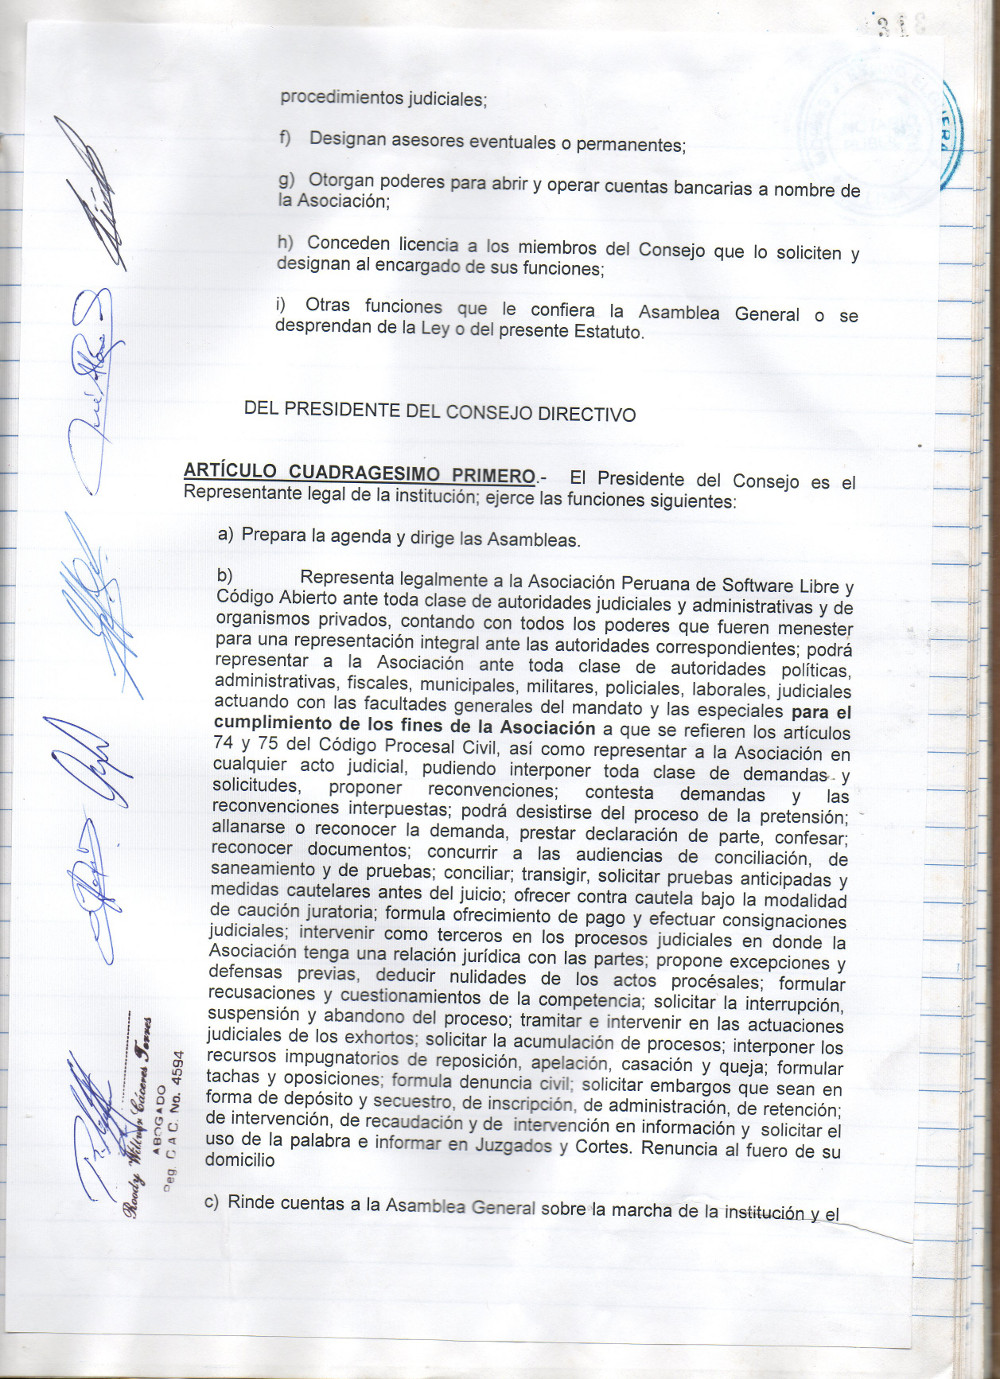 procedimientos judiciales;
f) Designan asesores eventuales o permanentes;
g) Otorgan poderes para abrir y operar cuentas bancarias a nombre de
la Asociación;
h) Conceden licencia a los miembros del Consejo que lo soliciten y
designan al encargado de sus funciones;
i) Otras funciones que le confiera la Asamblea General o se
desprendan de la Ley o del presente Estatuto.
DEL PRESIDENTE DEL CONSEJO DIRECTIVO
ARTÍCULO CUADRAGESIMO PRIMERO.- El Presidente del Consejo es el
Representante legal de la institución; ejerce las funciones siguientes:
a) Prepara la agenda y dirige las Asambleas.
b) Representa legalmente a la Asociación Peruana de Software Libre y
Código Abierto ante toda clase de autoridades judiciales y administrativas y de
organismos privados, contando con todos los poderes que fueren menester
para una representación integral ante las autoridades correspondientes; podrá
representar a la Asociación ante toda clase de autoridades políticas,
administrativas, fiscales, municipales, militares, policiales, laborales, judiciales
actuando con las facultades generales del mandato y las especiales para el
cumplimiento de los fines de la Asociación a que se refieren los artículos
74 y 75 del Código Procesal Civil, así como representar a la Asociación en
cualquier acto judicial, pudiendo interponer toda clase de demandas y
solicitudes, proponer reconvenciones; contesta demandas y las
reconvenciones interpuestas; podrá desistirse del proceso de la pretensión;
allanarse o reconocer la demanda, prestar declaración de parte, confesar;
reconocer documentos; concurrir a las audiencias de conciliación, de
saneamiento y de pruebas; conciliar; transigir, solicitar pruebas anticipadas y
medidas cautelares antes del juicio; ofrecer contra cautela bajo la modalidad
de caución juratoria; formula ofrecimiento de pago y efectuar consignaciones
judiciales; intervenir como terceros en los procesos judiciales en donde la
Asociación tenga una relación jurídica con las partes; propone excepciones y
defensas previas, deducir nulidades de los actos procésales; formular
recusaciones y cuestionamientos de la competencia; solicitar la interrupción,
suspensión y abandono del proceso; tramitar e intervenir en las actuaciones
judiciales de los exhortos; solicitar la acumulación de procesos; interponer los
recursos impugnatorios de reposición, apelación, casación y queja; formular
tachas y oposiciones; formula denuncia civil; solicitar embargos que sean en
forma de depósito y secuestro, de inscripción, de administración, de retención;
de intervención, de recaudación y de intervención en información y solicitar el
uso de la palabra e informar en Juzgados y Cortes. Renuncia al fuero de su
domicilio
c) Rinde cuentas a la Asamblea General sobre la marcha de la institución y el
Roody William Cáceres Torres
ABOGADO
Reg. C A C. No. 4594